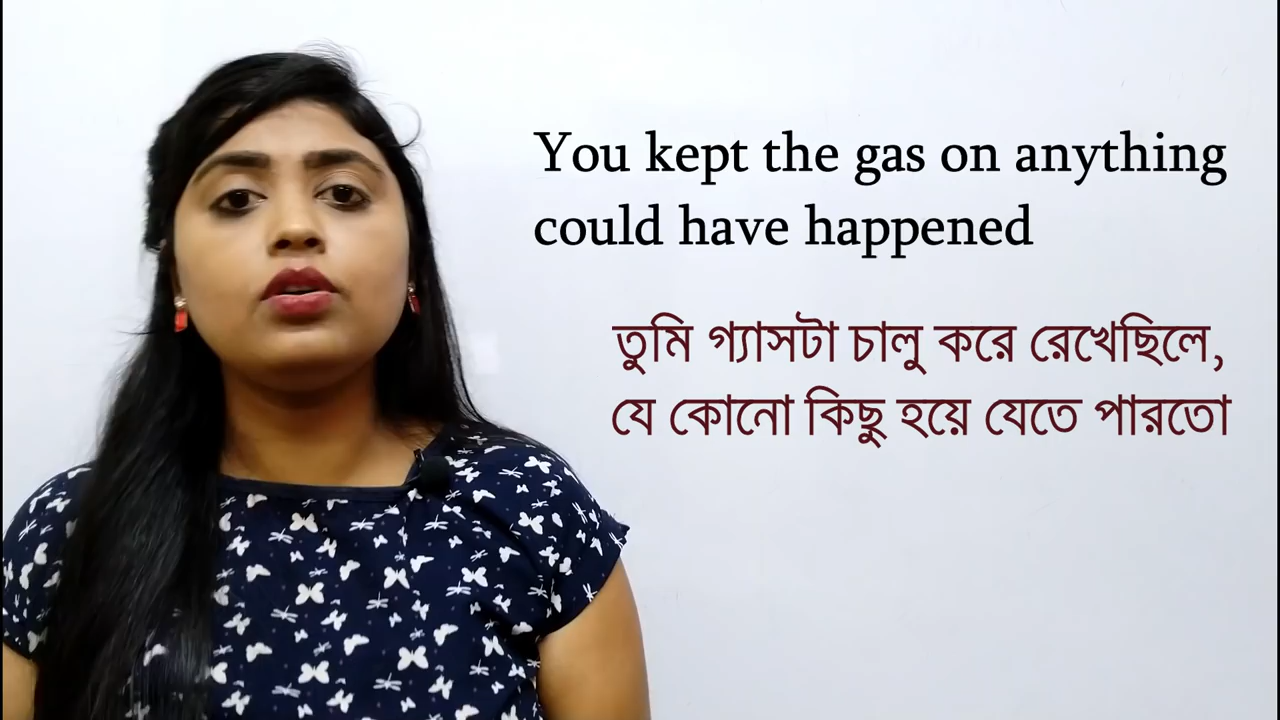 You kept the gas on anything
could have happened
তুমি গ্যাসটা চালু করে রেখেছিলে,
যে কোনো কিছু হয়ে যেতে পারতো